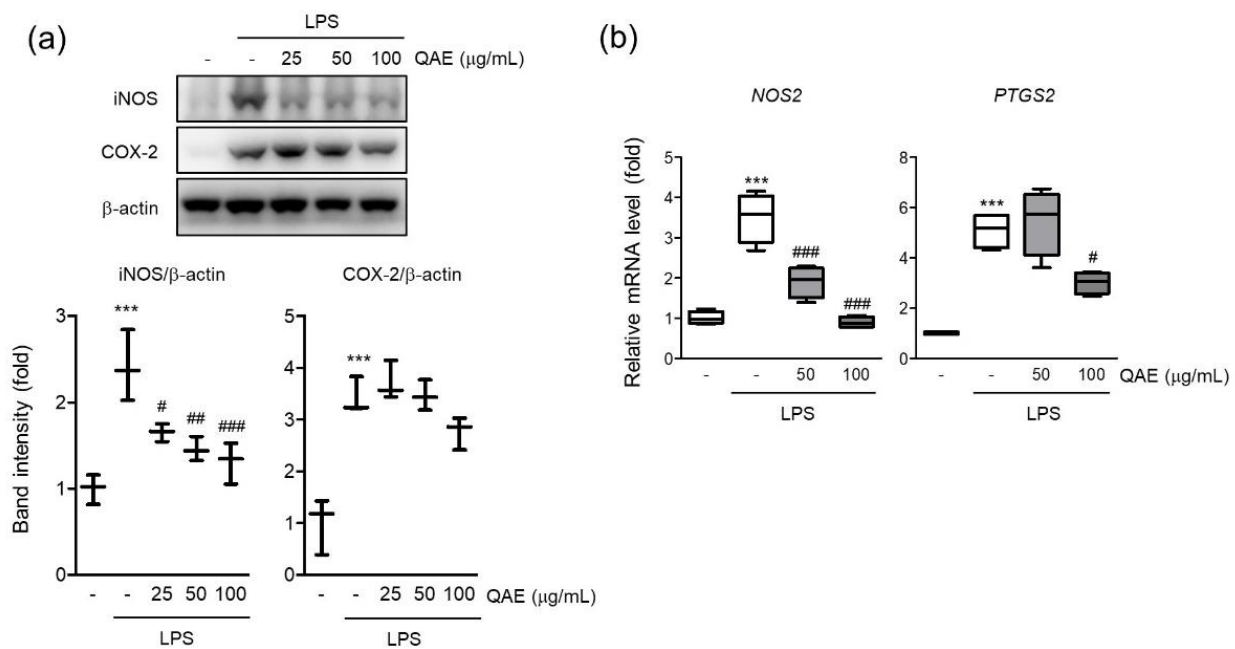 (a)
LPS
- - 25 50 100 QAE (μg/mL)
iNOS
COX-2
β-actin
iNOS/β-actin
COX-2/β-actin
Band intensity (fold)
3
2
1
0
***
#
##
###
- - 25 50 100
LPS
5
4
3
2
1
0
***
- - 25 50 100 QAE (μg/mL)
LPS
(b)
NOS2
PTGS2
Relative mRNA level (fold)
5
4
3
2
1
0
***
###
###
- - 50 100
LPS
8
6
4
2
0
***
#
- - 50 100 QAE (μg/mL)
LPS